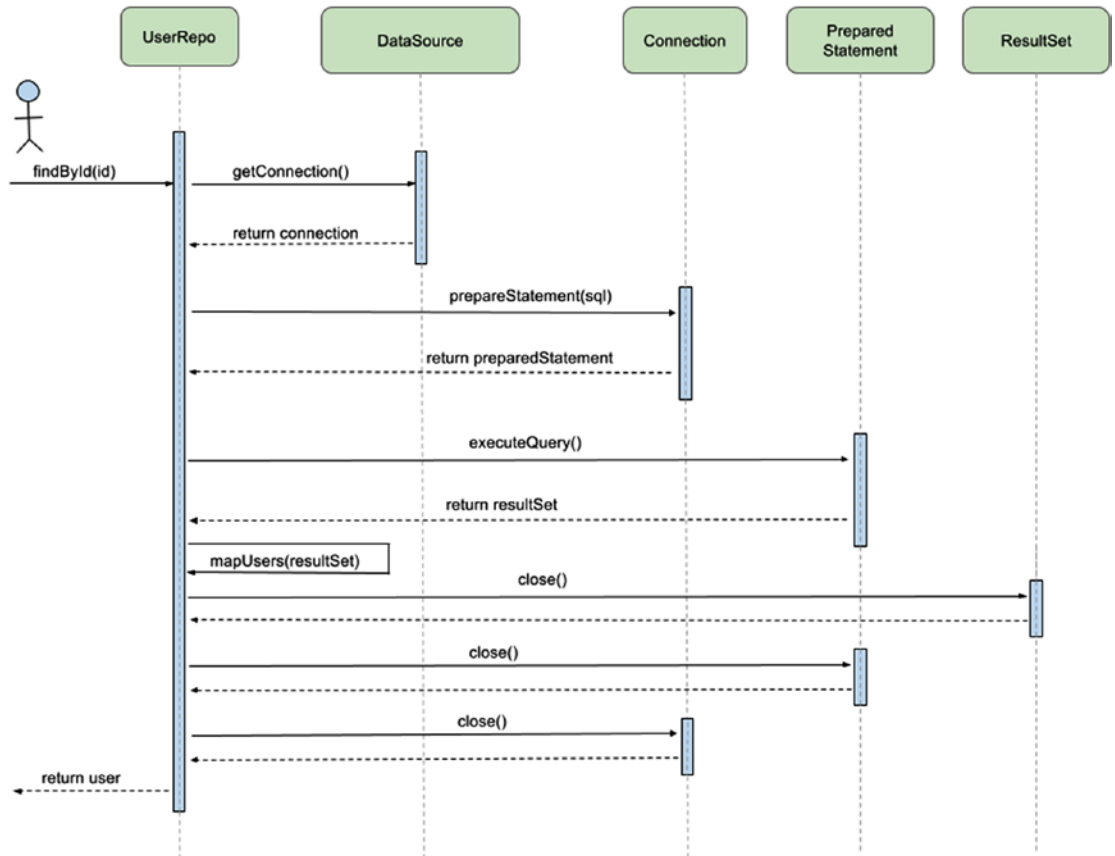 UserRepo
DataSource
Connection
Prepared
Statement
ResultSet
findById(id)
getConnection()
return connection
prepareStatement(sql)
return preparedStatement
executeQuery()
return resultSet
mapUsers(resultSet)
close()
close()
close()
return user